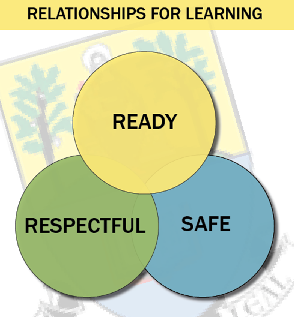 RELATIONSHIPS FOR LEARNING
READY
RESPECTFUL
SAFE